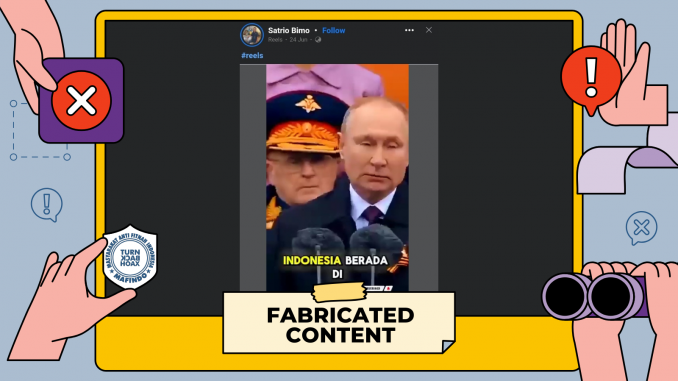 Satrio Bimo • Follow
Reels • 24 Jun •
#reels
INDONESIA BERADA
DI
MASYARAKAT ANTI FITNAH INDONESIA
TURN
BACK
HOAX
MAFINDO
FABRICATED
CONTENT